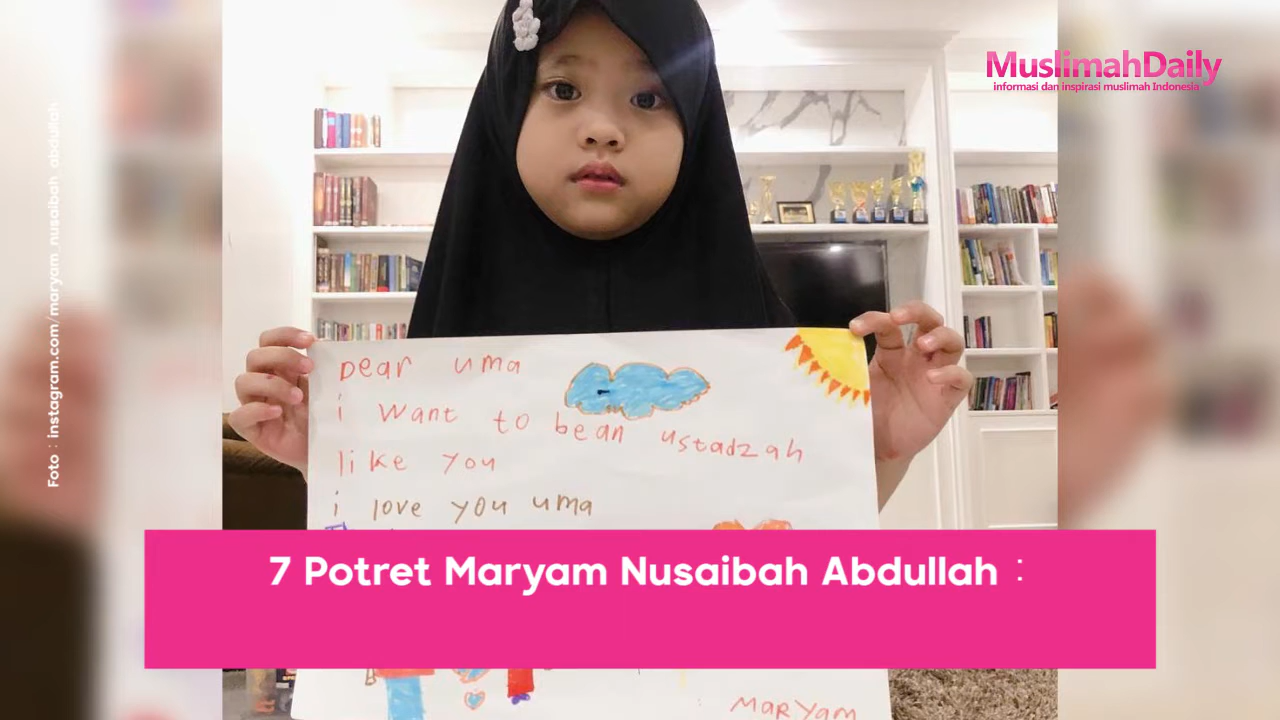 MuslimahDaily
informasi dan inspirasi muslimah Indonesia
Foto : instagram.com/maryam_nusaibah_abdullah
Dear uma
i want to bean ustadzah
like you
i love you uma
7 Potret Maryam Nusaibah Abdullah :
Maryam